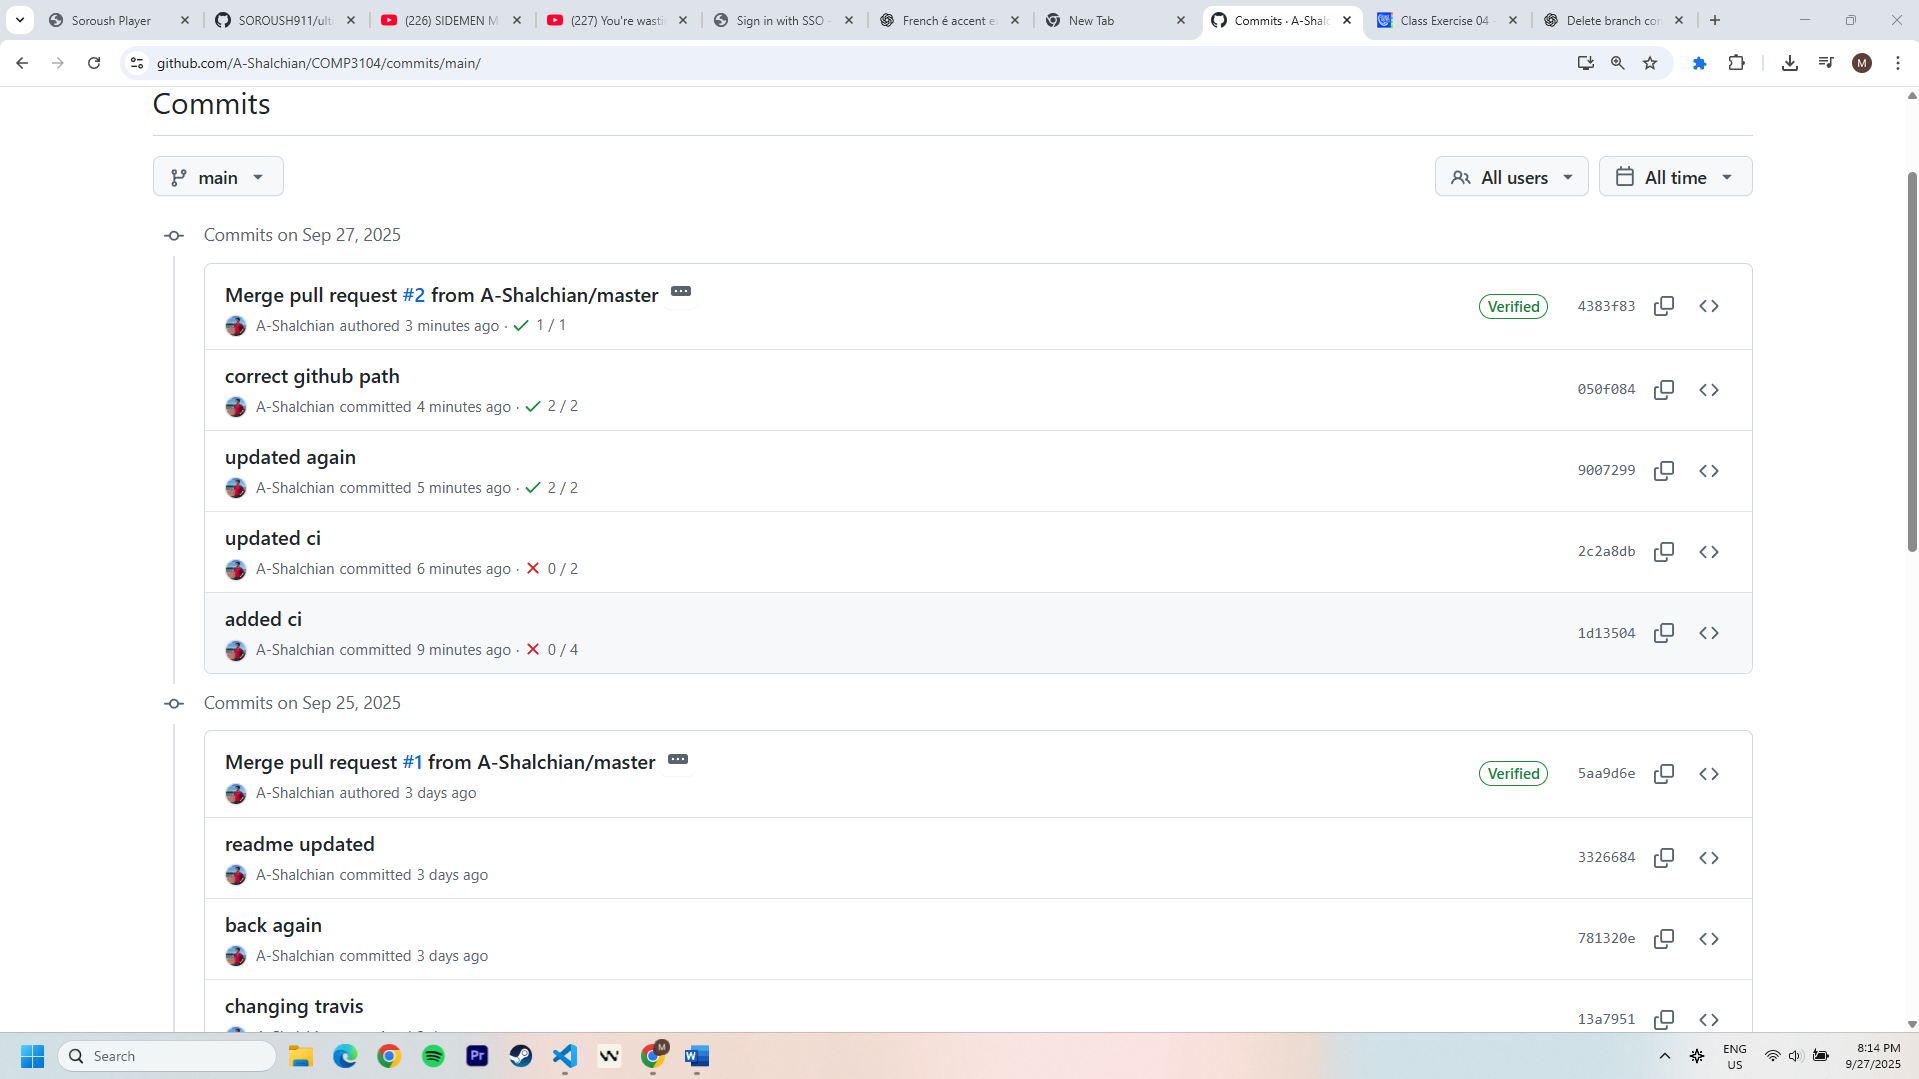 Soroush Player
SOROUSH911/ulti
(226) SIDEMEN M
(227) You're wasti
Sign in with SSO -
French é accent e
New Tab
Commits · A-Shalc
Class Exercise 04 -
Delete branch con
github.com/A-Shalchian/COMP3104/commits/main/
M
Commits
main
All users
All time
Commits on Sep 27, 2025
Merge pull request #2 from A-Shalchian/master
A-Shalchian authored 3 minutes ago · 1 / 1
Verified
4383f83
correct github path
A-Shalchian committed 4 minutes ago · 2 / 2
050f084
updated again
A-Shalchian committed 5 minutes ago · 2 / 2
9007299
updated ci
A-Shalchian committed 6 minutes ago · 0 / 2
2c2a8db
added ci
A-Shalchian committed 9 minutes ago · 0 / 4
1d13504
Commits on Sep 25, 2025
Merge pull request #1 from A-Shalchian/master
A-Shalchian authored 3 days ago
Verified
5aa9d6e
readme updated
A-Shalchian committed 3 days ago
3326684
back again
A-Shalchian committed 3 days ago
781320e
changing travis
13a7951
Search
Pr
M
ENG
US
8:14 PM
9/27/2025